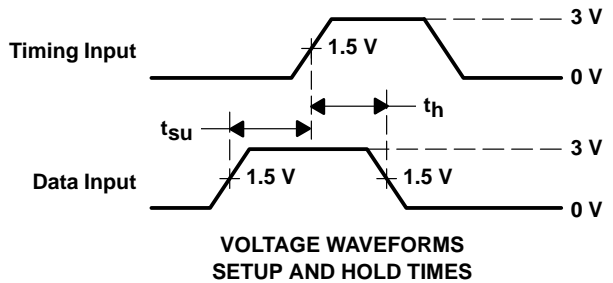 3 V
Timing Input
1.5 V
0 V
th
tsu
3 V
Data Input
1.5 V
1.5 V
0 V
VOLTAGE WAVEFORMS
SETUP AND HOLD TIMES